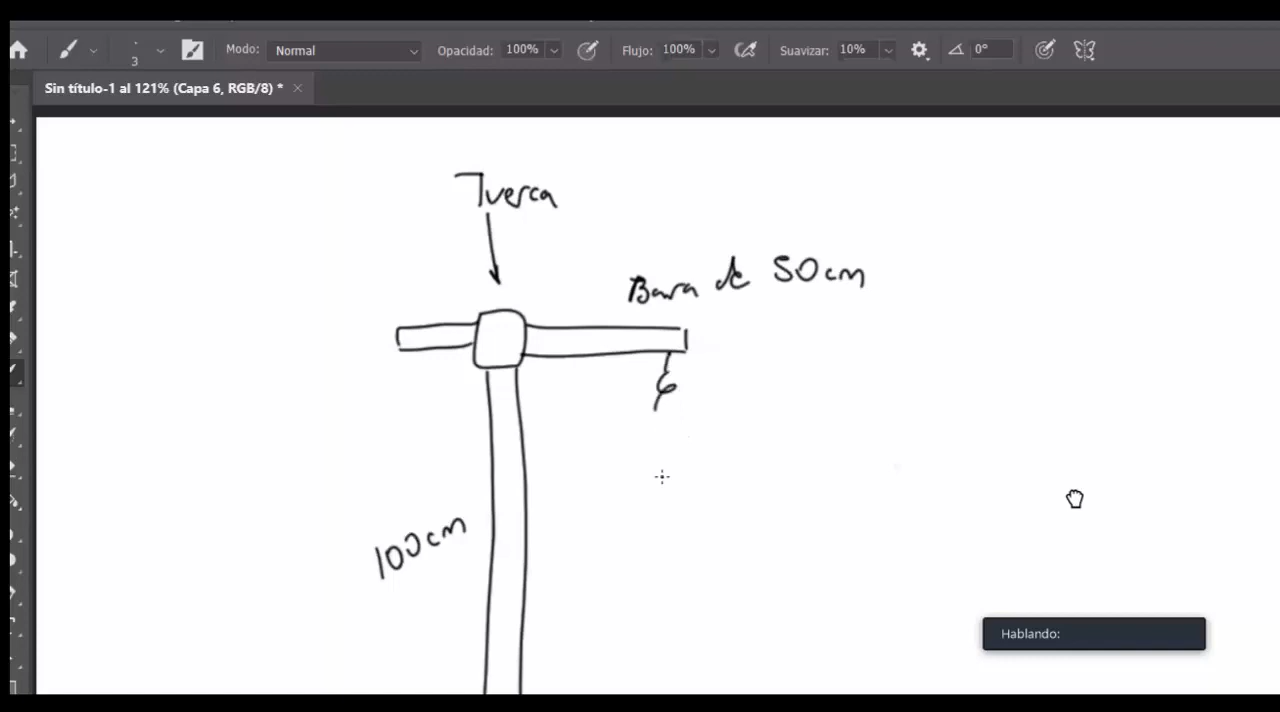 Modo: Normal Opacidad: 100% Flujo: 100% Suavizar: 10% 0°
3
Sin título-1 al 121% (Capa 6, RGB/8) * ×
Tuerca
Barra de 50cm
100cm
Hablando: